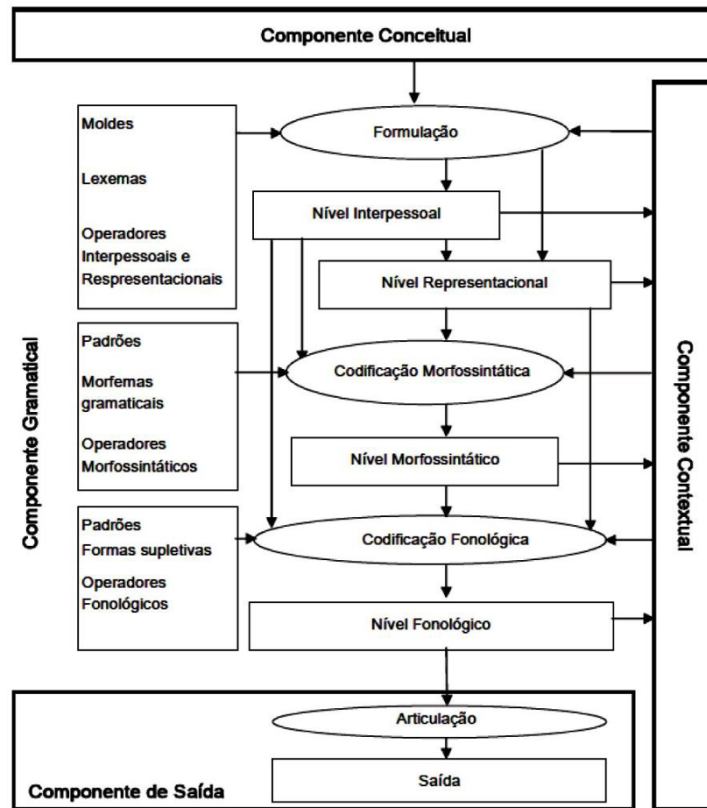 Componente Conceitual
Moldes
Lexemas
Operadores
Interpessoais e
Respresentacionais
Formulação
Nível Interpessoal
Nível Representacional
Padrões
Morfemas
gramaticais
Operadores
Morfossintáticos
Codificação Morfossintática
Nível Morfossintático
Padrões
Formas supletivas
Operadores
Fonológicos
Codificação Fonológica
Nível Fonológico
Componente Gramatical
Componente Contextual
Articulação
Saída
Componente de Saída